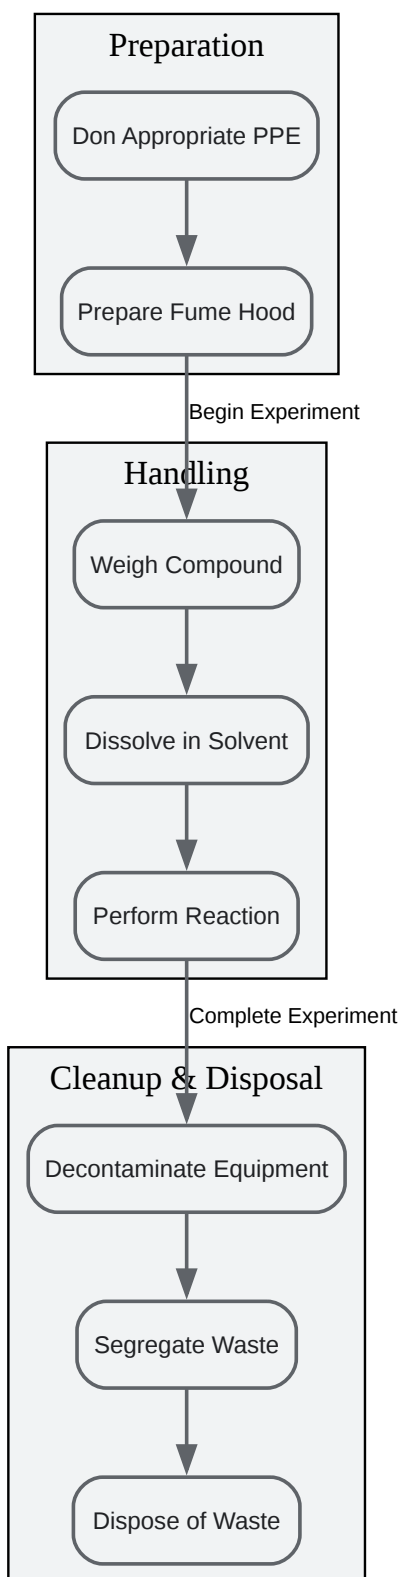 Preparation
Don Appropriate PPE
Prepare Fume Hood
Begin Experiment
Handling
Weigh Compound
Dissolve in Solvent
Perform Reaction
Complete Experiment
Cleanup & Disposal
Decontaminate Equipment
Segregate Waste
Dispose of Waste